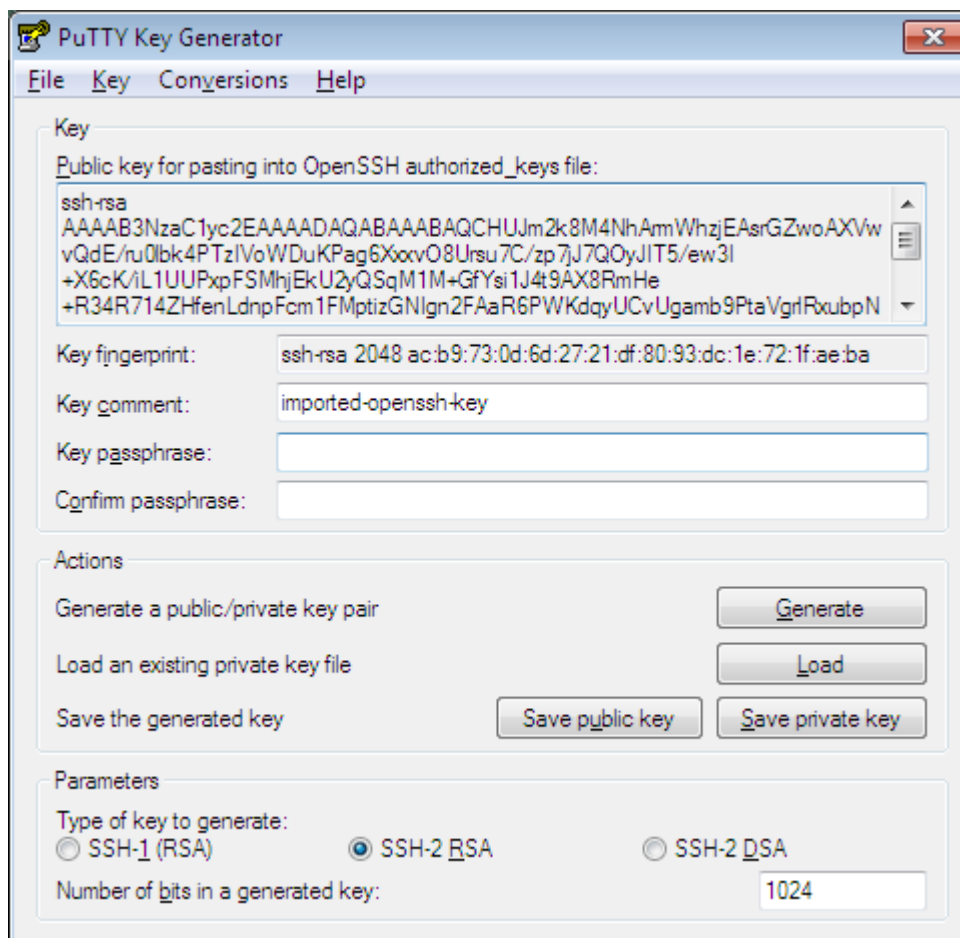 PuTTY Key Generator
File Key Conversions Help
Key
Public key for pasting into OpenSSH authorized_keys file:
ssh-rsa
AAAAB3NzaC1yc2EAAAADAQABAAABAQCHUJm2k8M4NhArmWhzjEAsrGZwoAXVw
vQdE/ru0lbk4PTzIVoWDuKPag6XxxvO8Ursu7C/zp7jJ7QOyJIT5/ew3I
+X6cK/iL1UUPxpFSMhjEkU2yQSqM1M+GfYsi1J4t9AX8RmHe
+R34R714ZHfenLdnpFcm1FMptizGNIgn2FAaR6PWKdqyUCvUgamb9PtaVgrlRxubpN
Key fingerprint: ssh-rsa 2048 ac:b9:73:0d:6d:27:21:df:80:93:dc:1e:72:1f:ae:ba
Key comment: imported-openssh-key
Key passphrase:
Confirm passphrase:
Actions
Generate a public/private key pair Generate
Load an existing private key file Load
Save the generated key Save public key Save private key
Parameters
Type of key to generate:
SSH-1 (RSA) SSH-2 RSA SSH-2 DSA
Number of bits in a generated key: 1024